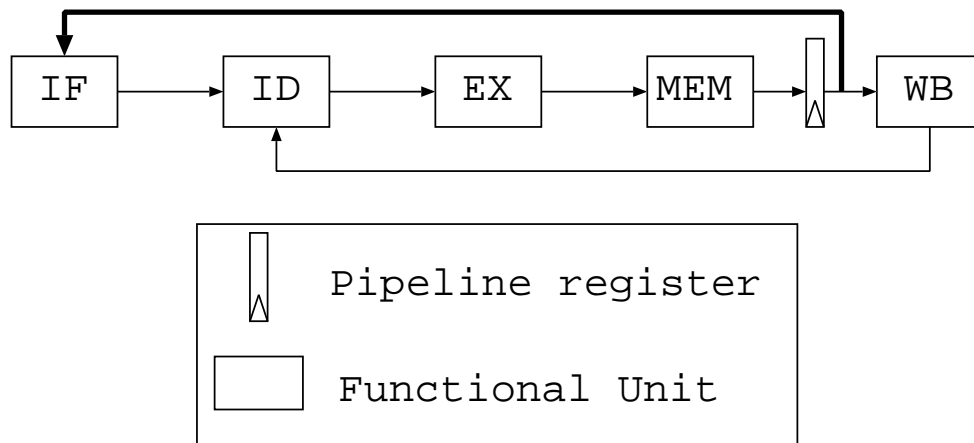 IF ID EX MEM WB
Pipeline register
Functional Unit